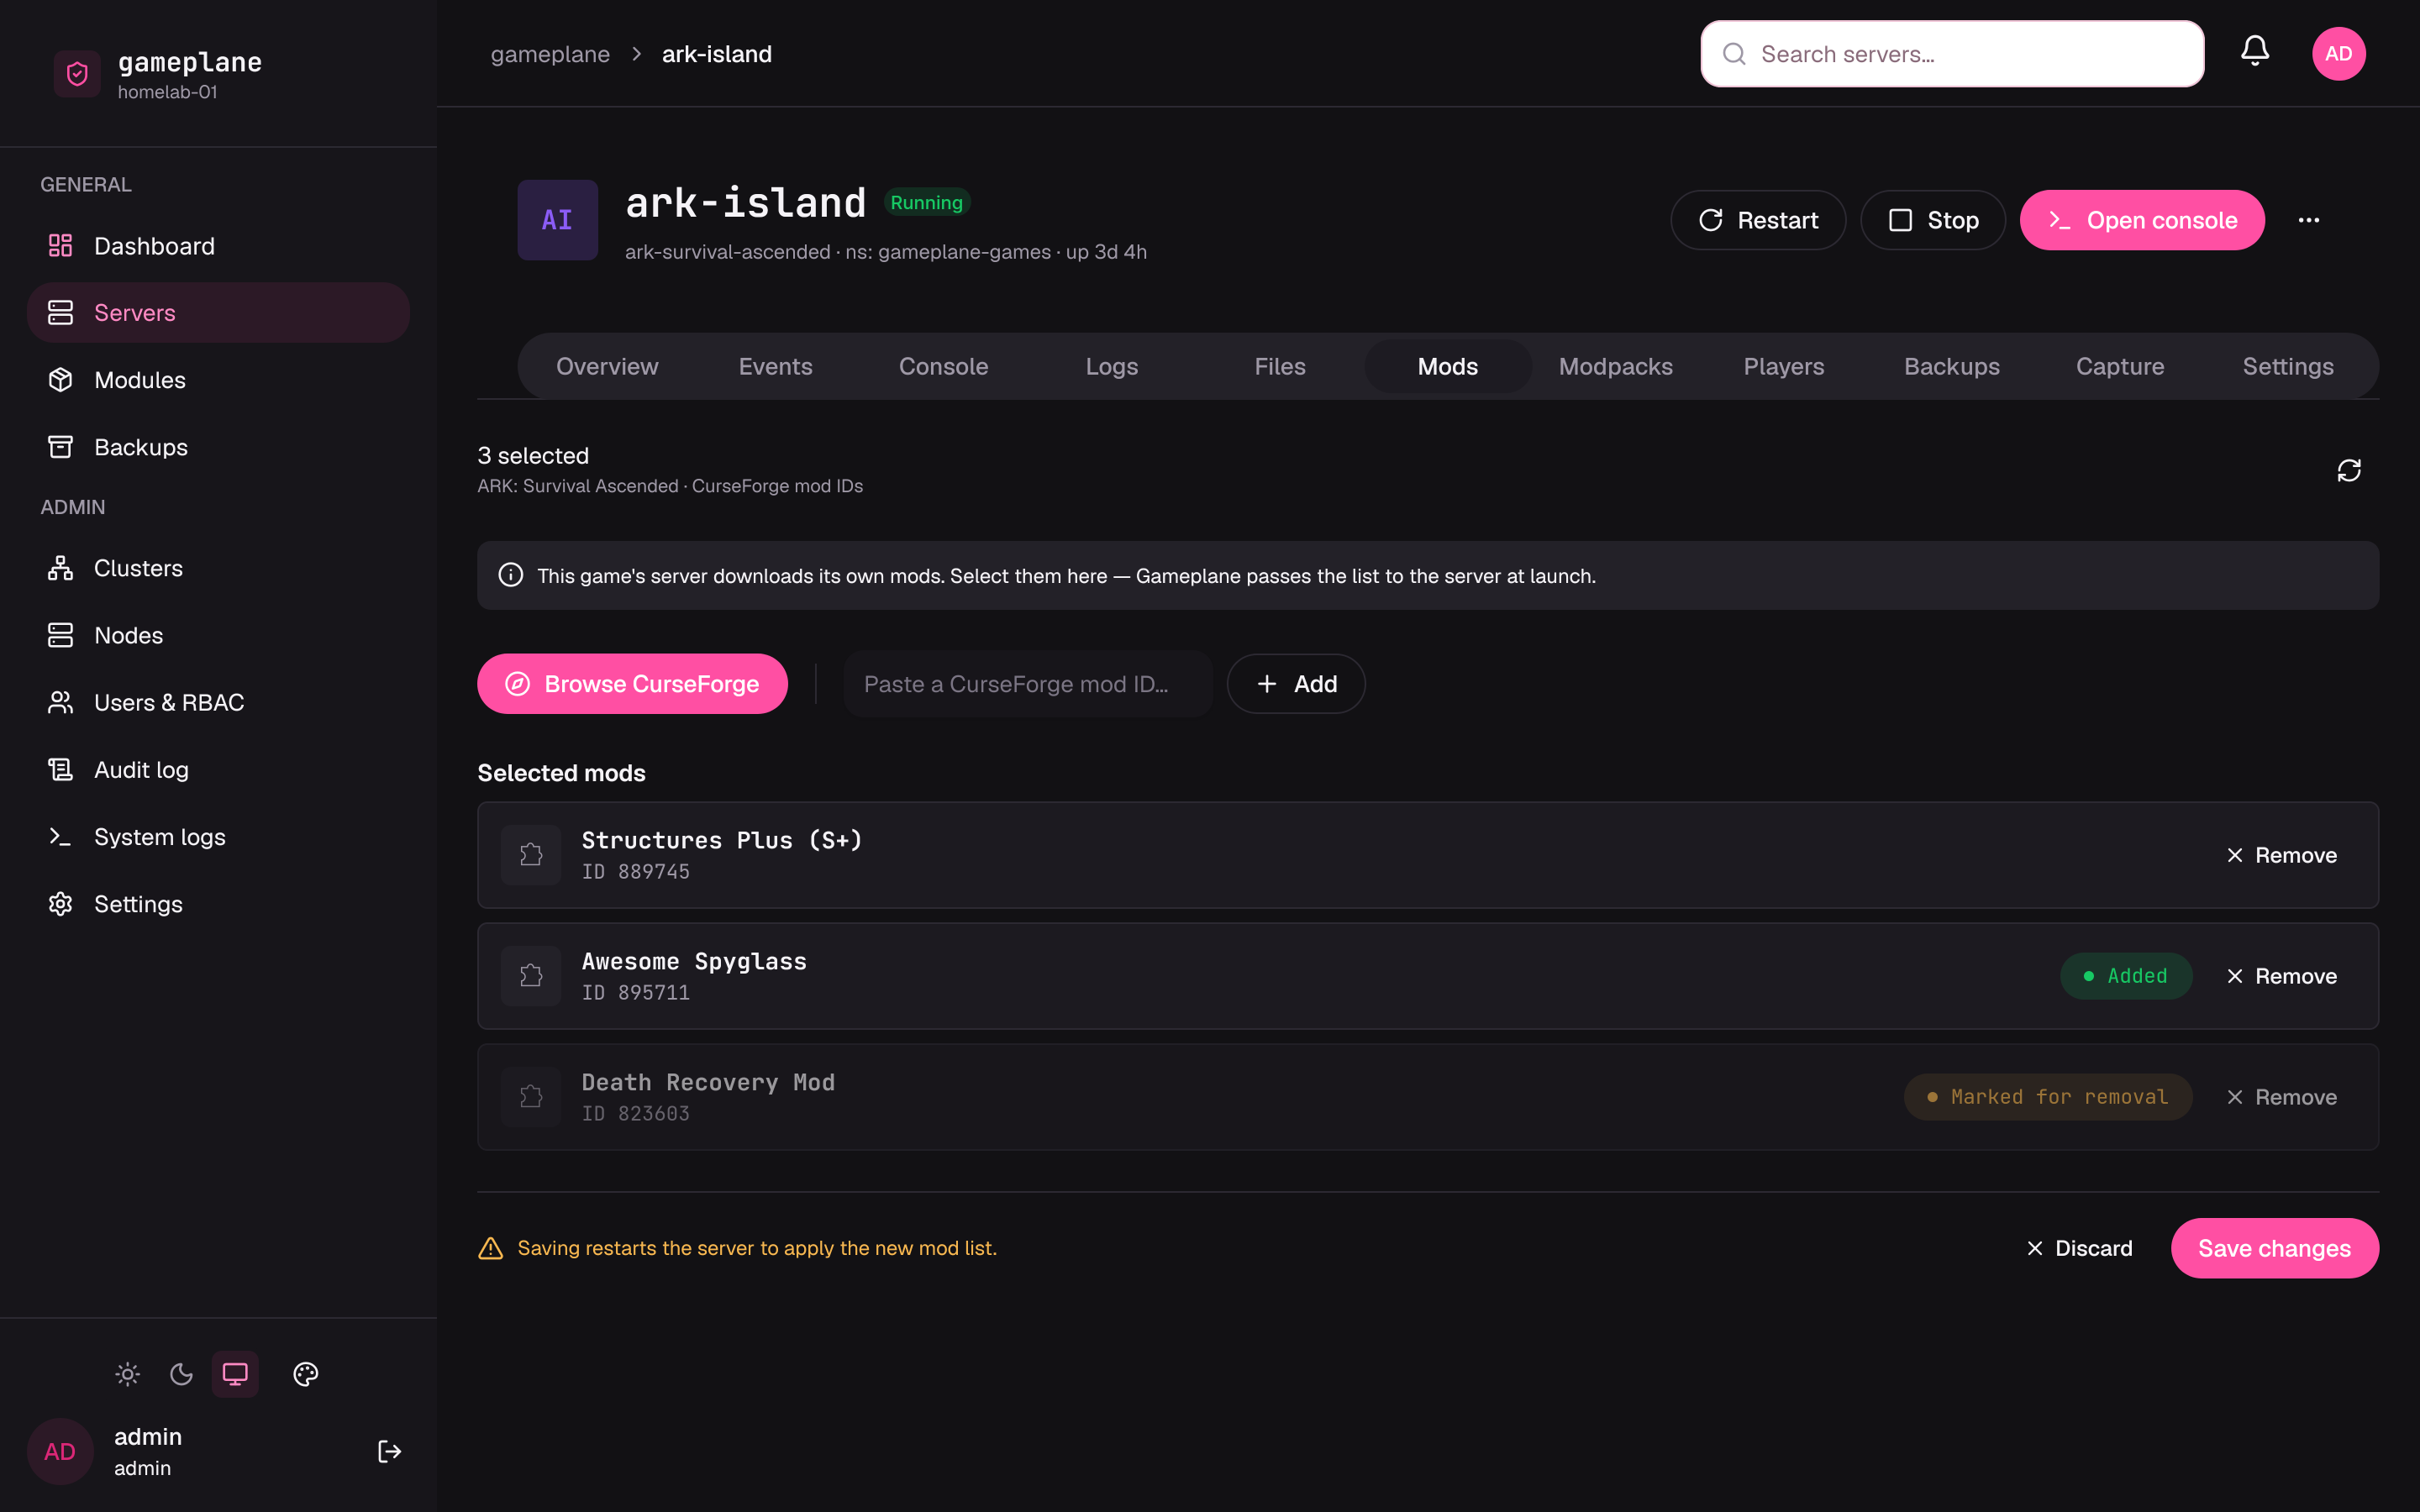 gameplane
homelab-01
GENERAL
Dashboard
Servers
Modules
Backups
ADMIN
Clusters
Nodes
Users & RBAC
Audit log
System logs
Settings
AD
admin
admin
gameplane > ark-island
Search servers...
AD
AI
ark-island
Running
ark-survival-ascended · ns: gameplane-games · up 3d 4h
Restart
Stop
Open console
Overview
Events
Console
Logs
Files
Mods
Modpacks
Players
Backups
Capture
Settings
3 selected
ARK: Survival Ascended · CurseForge mod IDs
This game's server downloads its own mods. Select them here — Gameplane passes the list to the server at launch.
Browse CurseForge
Paste a CurseForge mod ID...
Add
Selected mods
Structures Plus (S+)
ID 889745
Remove
Awesome Spyglass
ID 895711
Added
Remove
Death Recovery Mod
ID 823603
Marked for removal
Remove
Saving restarts the server to apply the new mod list.
Discard
Save changes